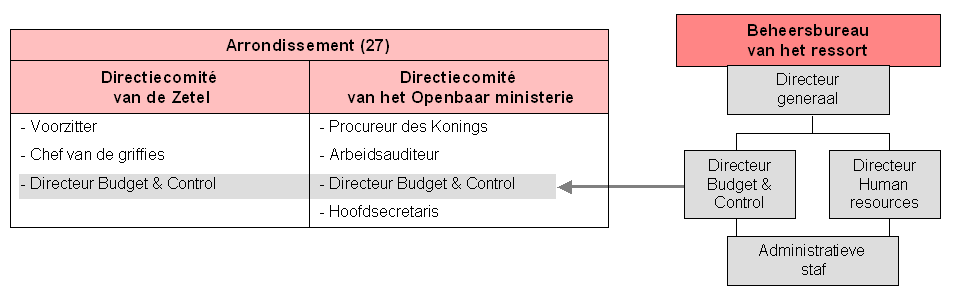 Arrondissement (27)
Directiecomité
van de Zetel
- Voorzitter
- Chef van de griffies
- Directeur Budget & Control
Directiecomité
van het Openbaar ministerie
- Procureur des Konings
- Arbeidsauditeur
- Directeur Budget & Control
- Hoofdsecretaris
Beheersbureau
van het ressort
Directeur
generaal
Directeur
Budget &
Control
Directeur
Human
resources
Administratieve
staf